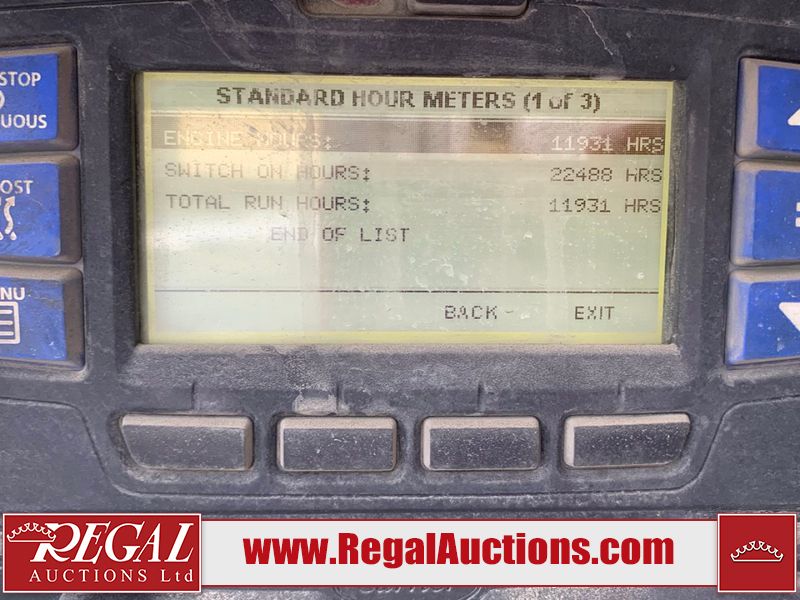 STANDARD HOUR METERS (1 of 3)
ENGINE HOURS: 11931 HRS
SWITCH ON HOURS: 22488 HRS
TOTAL RUN HOURS: 11931 HRS
END OF LIST
BACK EXIT
STOP
UOUS
OST
NU
REGAL
AUCTIONS Ltd
www.RegalAuctions.com